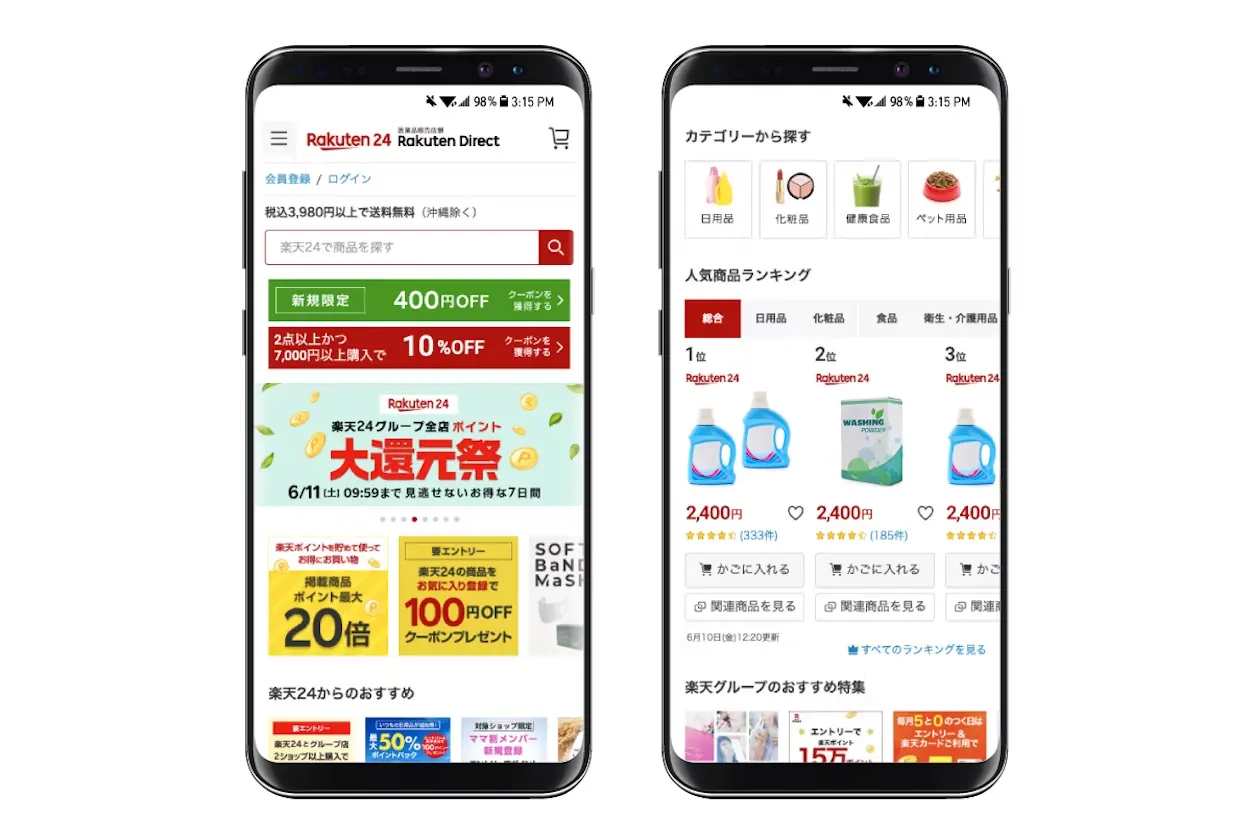 98% 3:15 PM
Rakuten 24
医薬品販売店舗
Rakuten Direct
会員登録 / ログイン
税込3,980円以上で送料無料（沖縄除く）
楽天24で商品を探す
新規限定 400円OFF クーポンを
獲得する
2点以上かつ
7,000円以上購入で 10%OFF クーポンを
獲得する
Rakuten 24
楽天24グループ全店 ポイント
大還元祭
6/11(土) 09:59まで 見逃せないお得な7日間
楽天ポイントを貯めて使って
お得にお買い物
掲載商品
ポイント最大
20倍
要エントリー
楽天24の商品を
お気に入り登録で
100円OFF
クーポンプレゼント
SOF
BaND
MaSK
楽天24からのおすすめ
要エントリー
楽天24とグループ店
2ショップ以上購入で
最大50%
ポイントバック
対象ショップ限定
ママ割メンバー
新規登録
98% 3:15 PM
カテゴリーから探す
日用品 化粧品 健康食品 ペット用品
人気商品ランキング
総合 日用品 化粧品 食品 衛生・介護用品
1位 2位 3位
Rakuten 24 Rakuten 24 Rakuten 24
WASHING
POWDER
2,400円 2,400円 2,400円
(333件) (185件)
かごに入れる かごに入れる かご
関連商品を見る 関連商品を見る 関連
6月10日(金)12:20更新
すべてのランキングを見る
楽天グループのおすすめ特集
エントリーで
楽天ポイント
15万ポイント
毎月5と0のつく日は
エントリー&
楽天カードご利用で